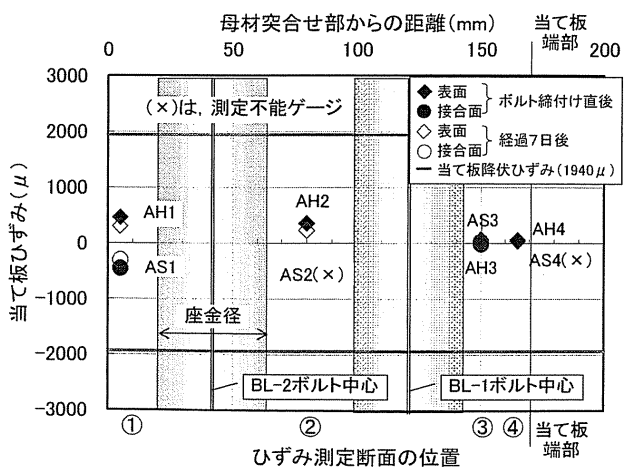 母材突合せ部からの距離(mm)
当て板
端部
0
50
100
150
200
3000
2000
1000
0
-1000
-2000
-3000
当て板ひずみ(μ)
(×)は,測定不能ゲージ
◆ 表面
● 接合面
ボルト締付け直後
◇ 表面
○ 接合面
経過7日後
当て板降伏ひずみ(1940μ)
AH1
AS1
AH2
AS2(×)
AS3
AH3
AH4
AS4(×)
座金径
BL-2ボルト中心
BL-1ボルト中心
①
②
③
④
当て板
端部
ひずみ測定断面の位置